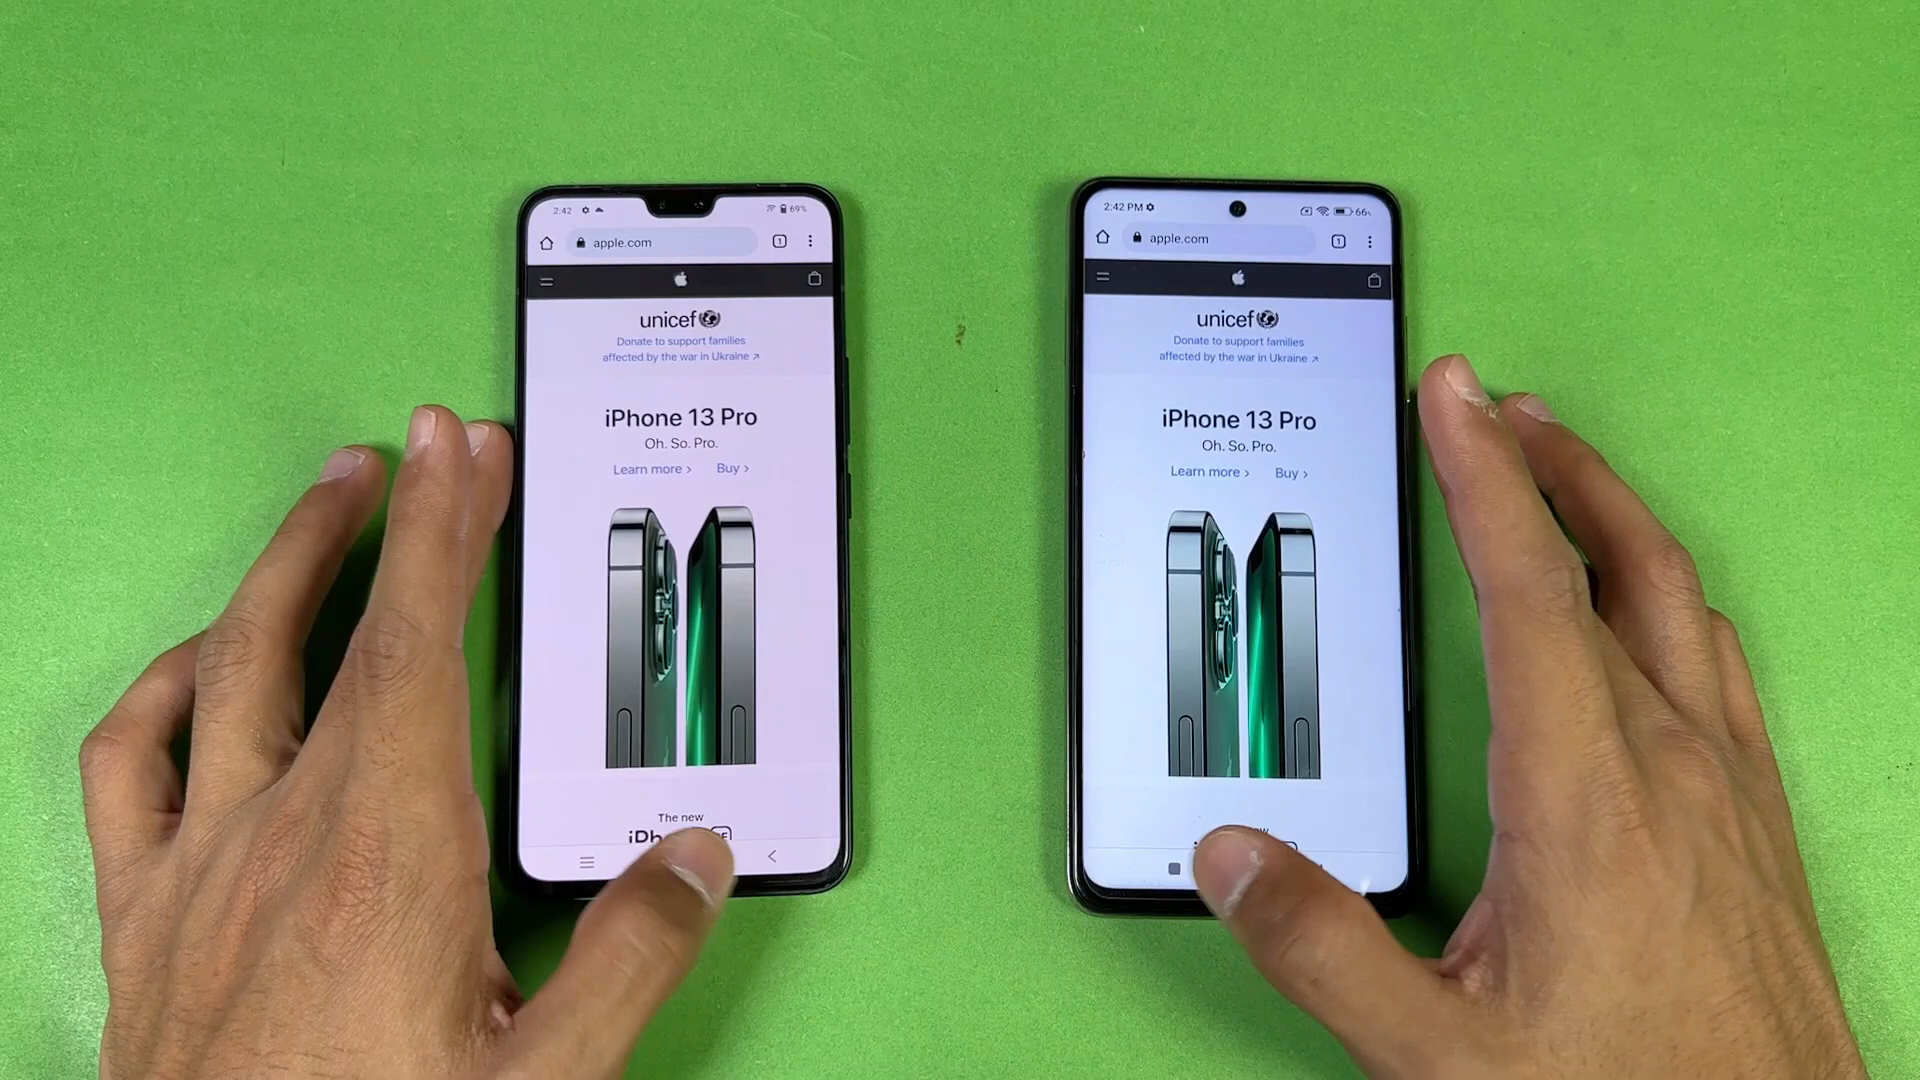 2:42
69%
apple.com
1
unicef
Donate to support families
affected by the war in Ukraine
iPhone 13 Pro
Oh. So. Pro.
Learn more >
Buy >
The new
2:42 PM
66%
apple.com
1
unicef
Donate to support families
affected by the war in Ukraine
iPhone 13 Pro
Oh. So. Pro.
Learn more >
Buy >